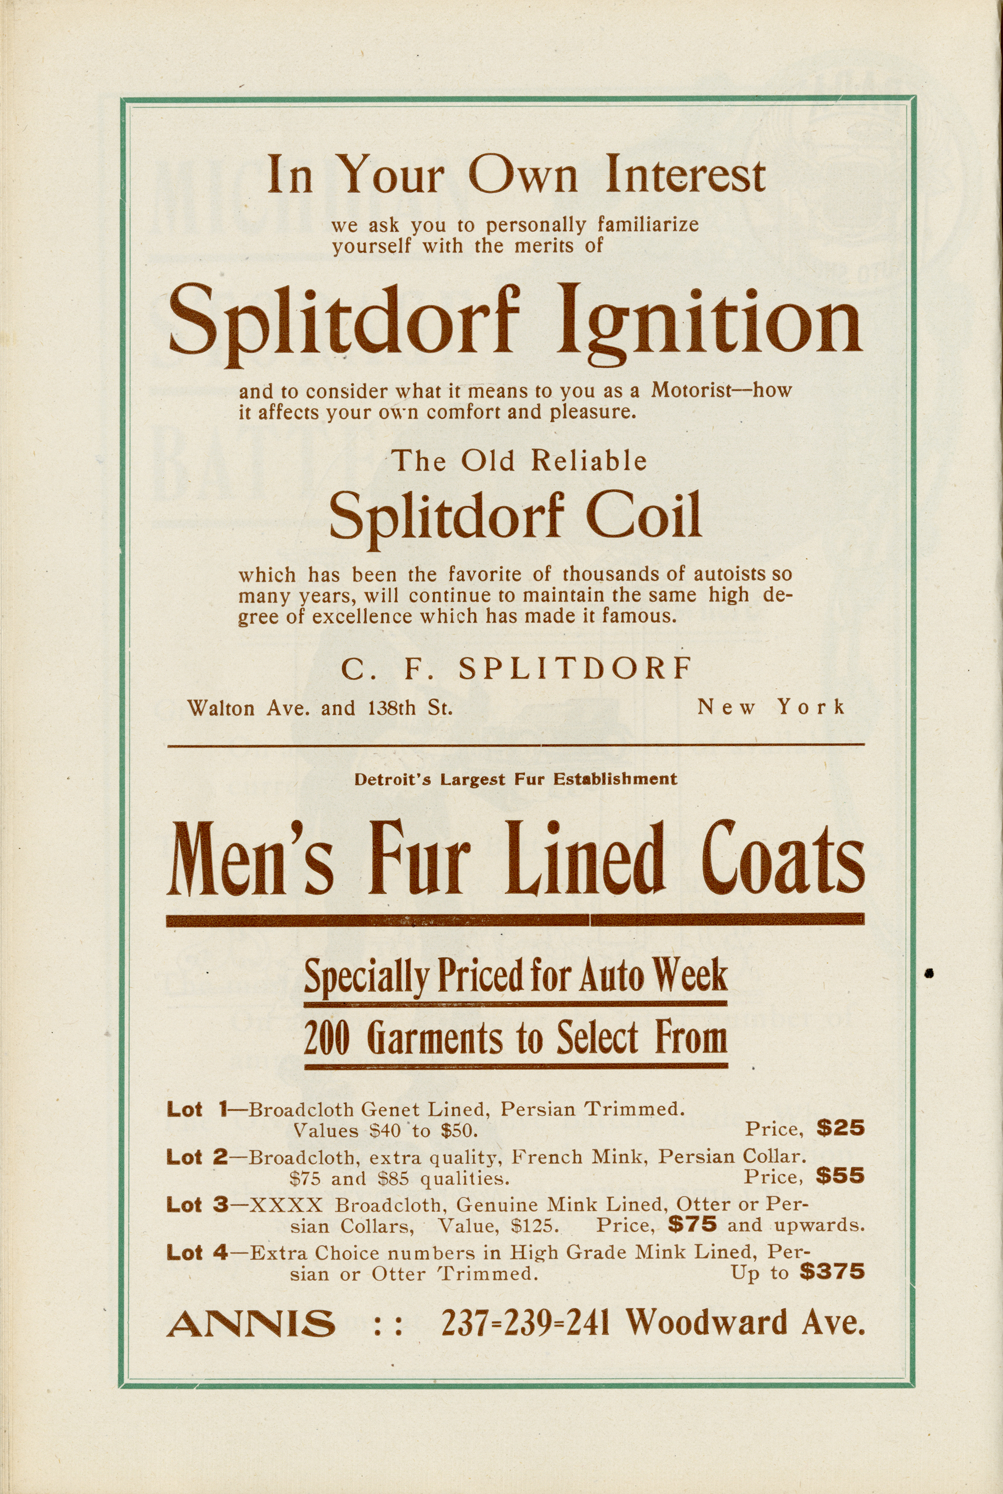 In Your Own Interest
we ask you to personally familiarize
yourself with the merits of
Splitdorf Ignition
and to consider what it means to you as a Motorist—how
it affects your own comfort and pleasure.
The Old Reliable
Splitdorf Coil
which has been the favorite of thousands of autoists so
many years, will continue to maintain the same high de-
gree of excellence which has made it famous.
C. F. SPLITDORF
Walton Ave. and 138th St. New York
Detroit's Largest Fur Establishment
Men's Fur Lined Coats
Specially Priced for Auto Week
200 Garments to Select From
Lot 1—Broadcloth Genet Lined, Persian Trimmed.
Values $40 to $50. Price, $25
Lot 2—Broadcloth, extra quality, French Mink, Persian Collar.
$75 and $85 qualities. Price, $55
Lot 3—XXXX Broadcloth, Genuine Mink Lined, Otter or Per-
sian Collars, Value, $125. Price, $75 and upwards.
Lot 4—Extra Choice numbers in High Grade Mink Lined, Per-
sian or Otter Trimmed. Up to $375
ANNIS :: 237=239=241 Woodward Ave.